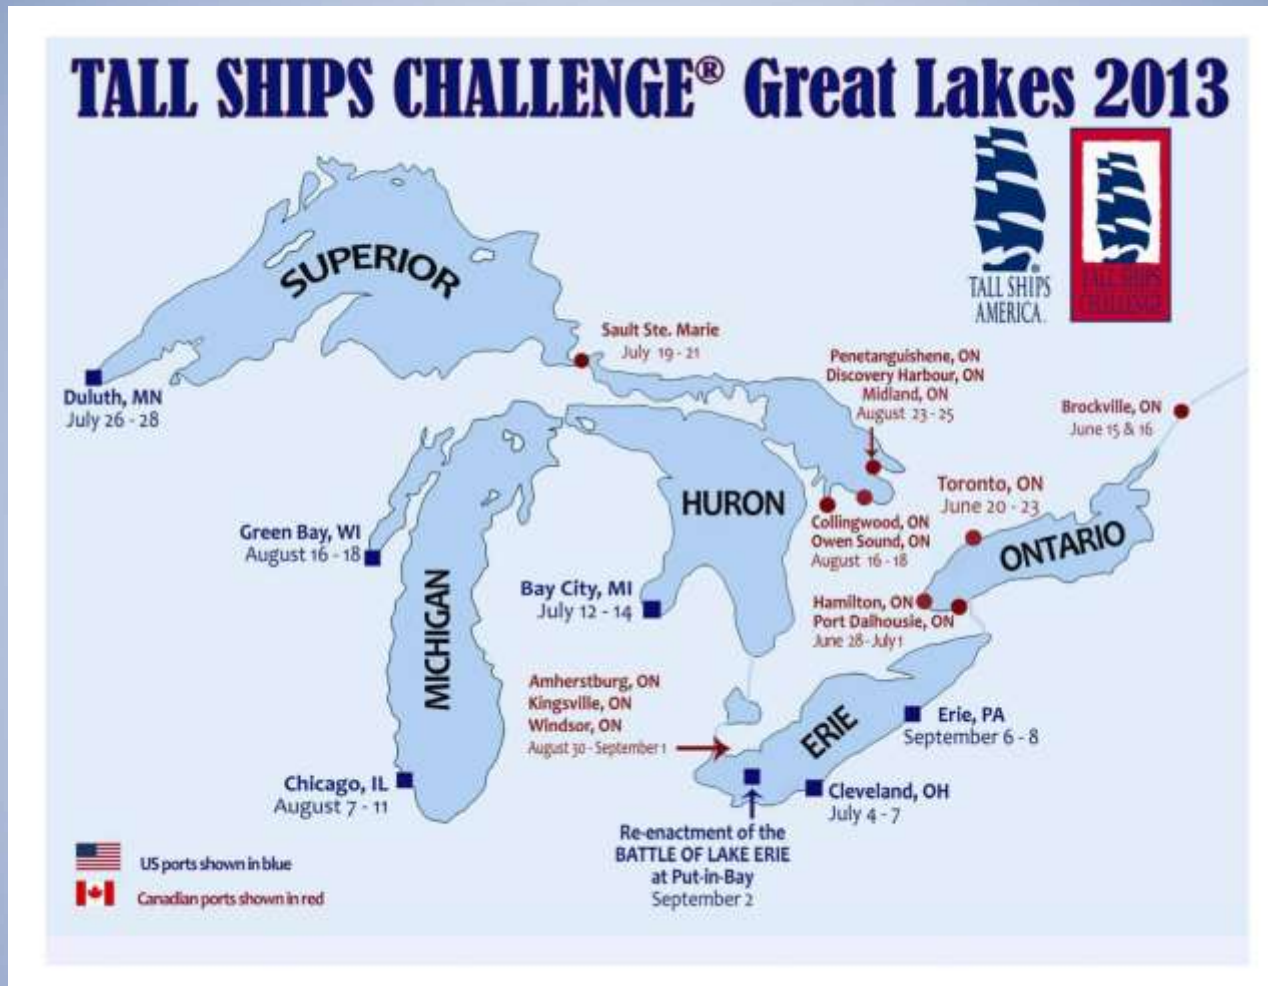 TALL SHIPS CHALLENGE® Great Lakes 2013
TALL SHIPS
AMERICA.
TALL SHIPS
CHALLENGE
SUPERIOR
Sault Ste. Marie
July 19 - 21
Duluth, MN
July 26 - 28
Penetanguishene, ON
Discovery Harbour, ON
Midland, ON
August 23 - 25
Brockville, ON
June 15 & 16
Toronto, ON
June 20 - 23
HURON
Collingwood, ON
Owen Sound, ON
August 16 - 18
ONTARIO
Green Bay, WI
August 16 - 18
MICHIGAN
Bay City, MI
July 12 - 14
Hamilton, ON
Port Dalhousie, ON
June 28 - July 1
Amherstburg, ON
Kingsville, ON
Windsor, ON
August 30 - September 1
ERIE
Erie, PA
September 6 - 8
Chicago, IL
August 7 - 11
Cleveland, OH
July 4 - 7
Re-enactment of the
BATTLE OF LAKE ERIE
at Put-in-Bay
September 2
US ports shown in blue
Canadian ports shown in red